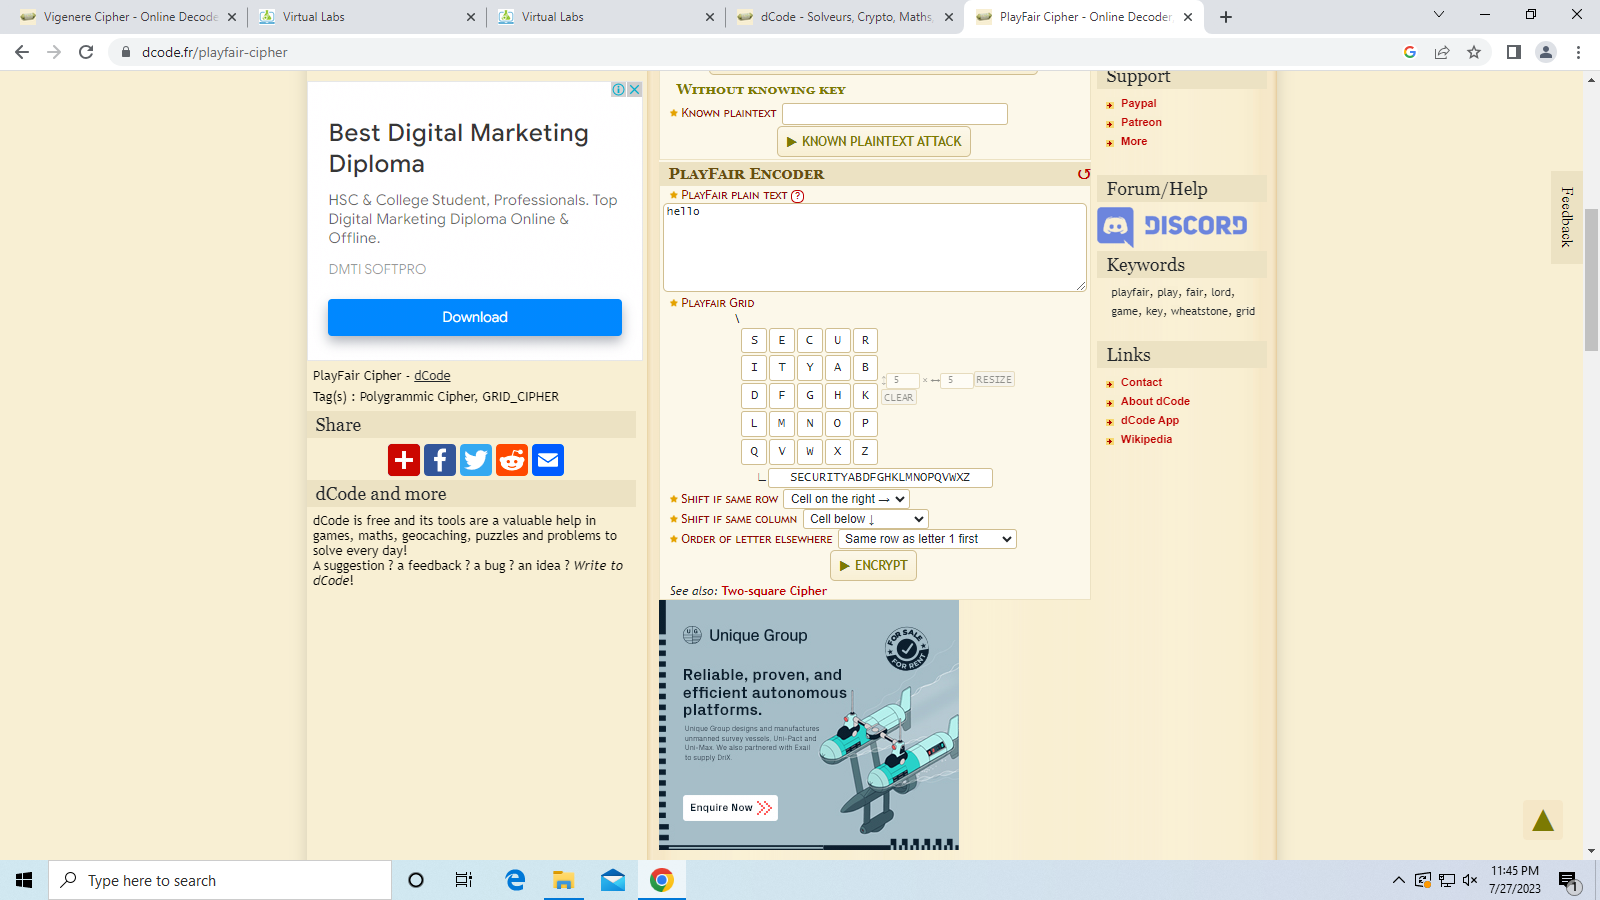 Vigenere Cipher - Online Decode
Virtual Labs
Virtual Labs
dCode - Solveurs, Crypto, Maths,
PlayFair Cipher - Online Decoder,
dcode.fr/playfair-cipher
Best Digital Marketing
Diploma
HSC & College Student, Professionals. Top
Digital Marketing Diploma Online &
Offline.
DMTI SOFTPRO
Download
PlayFair Cipher - dCode
Tag(s) : Polygrammic Cipher, GRID_CIPHER
Share
dCode and more
dCode is free and its tools are a valuable help in
games, maths, geocaching, puzzles and problems to
solve every day!
A suggestion ? a feedback ? a bug ? an idea ? Write to
dCode!
WITHOUT KNOWING KEY
★ KNOWN PLAINTEXT
▶ KNOWN PLAINTEXT ATTACK
PLAYFAIR ENCODER
★ PLAYFAIR PLAIN TEXT ?
hello
★ PLAYFAIR GRID
\
S E C U R
I T Y A B
D F G H K
L M N O P
Q V W X Z
5 × 5 RESIZE
CLEAR
SECURITYABDFGHKLMNOPQVWXZ
★ SHIFT IF SAME ROW Cell on the right →
★ SHIFT IF SAME COLUMN Cell below ↓
★ ORDER OF LETTER ELSEWHERE Same row as letter 1 first
▶ ENCRYPT
See also: Two-square Cipher
UG Unique Group
FOR SALE
FOR RENT
Reliable, proven, and
efficient autonomous
platforms.
Unique Group designs and manufactures
unmanned survey vessels. Uni-Pact and
Uni-Max. We also partnered with Exail
to supply DriX.
Enquire Now
Support
Paypal
Patreon
More
Forum/Help
DISCORD
Keywords
playfair, play, fair, lord,
game, key, wheatstone, grid
Links
Contact
About dCode
dCode App
Wikipedia
Feedback
Type here to search
11:45 PM
7/27/2023
1